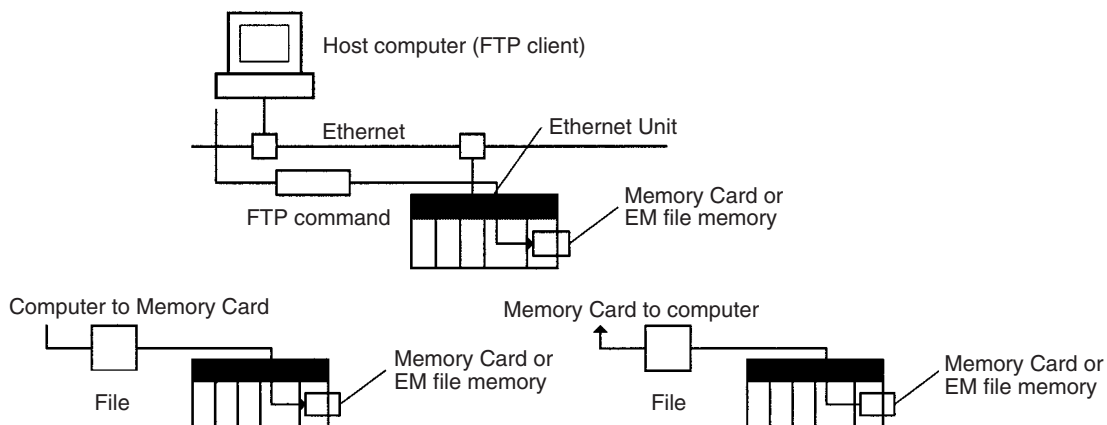 Host computer (FTP client)
Ethernet
Ethernet Unit
FTP command
Memory Card or
EM file memory
Computer to Memory Card
File
Memory Card or
EM file memory
Memory Card to computer
File
Memory Card or
EM file memory